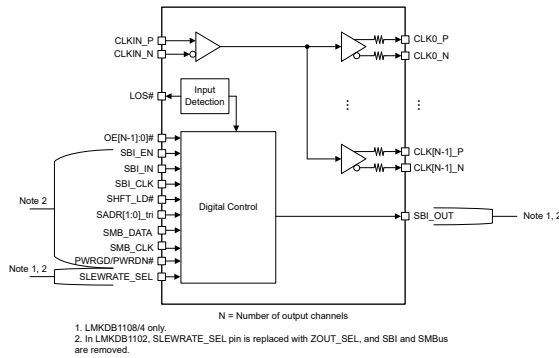 CLKIN_P
CLKIN_N
CLK0_P
CLK0_N
LOS#
Input
Detection
OE[N-1]:0]#
SBI_EN
SBI_IN
SBI_CLK
SHFT_LD#
SADR[1:0]_tri
SMB_DATA
SMB_CLK
PWRGD/PWRDN#
SLEWRATE_SEL
Note 2
Note 1, 2
Digital Control
CLK[N-1]_P
CLK[N-1]_N
SBI_OUT
Note 1, 2
N = Number of output channels
1. LMKDB1108/4 only.
2. In LMKDB1102, SLEWRATE_SEL pin is replaced with ZOUT_SEL, and SBI and SMBus
are removed.